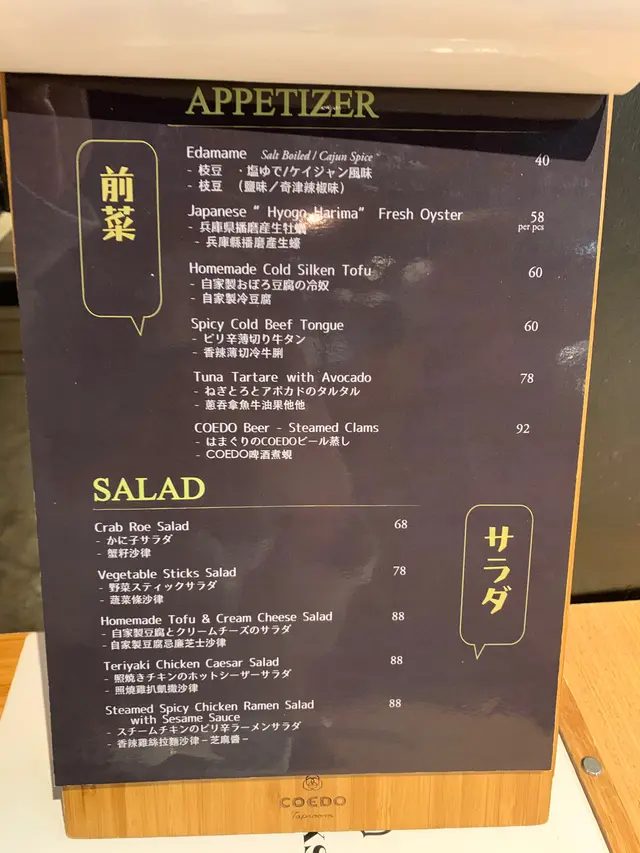 APPETIZER
前菜
Edamame Salt Boiled / Cajun Spice 40
- 枝豆 ・塩ゆで/ケイジャン風味
- 枝豆 (鹽味/奇津辣椒味)
Japanese “ Hyogo Harima” Fresh Oyster 58
per pcs
- 兵庫県播磨産生牡蠣
- 兵庫縣播磨産生蠔
Homemade Cold Silken Tofu 60
- 自家製おぼろ豆腐の冷奴
- 自家製冷豆腐
Spicy Cold Beef Tongue 60
- ピリ辛薄切り牛タン
- 香辣薄切冷牛脷
Tuna Tartare with Avocado 78
- ねぎとろとアボカドのタルタル
- 蔥吞拿魚牛油果他他
COEDO Beer - Steamed Clams 92
- はまぐりのCOEDOビール蒸し
- COEDO啤酒煮蜆
SALAD
サラダ
Crab Roe Salad 68
- かに子サラダ
- 蟹籽沙律
Vegetable Sticks Salad 78
- 野菜スティックサラダ
- 蔬菜條沙律
Homemade Tofu & Cream Cheese Salad 88
- 自家製豆腐とクリームチーズのサラダ
- 自家製豆腐忌廉芝士沙律
Teriyaki Chicken Caesar Salad 88
- 照焼きチキンのホットシーザーサラダ
- 照燒雞扒凱撒沙律
Steamed Spicy Chicken Ramen Salad 88
with Sesame Sauce
- スチームチキンのピリ辛ラーメンサラダ
- 香辣雞絲拉麵沙律－芝麻醬－
COEDO
Taproom